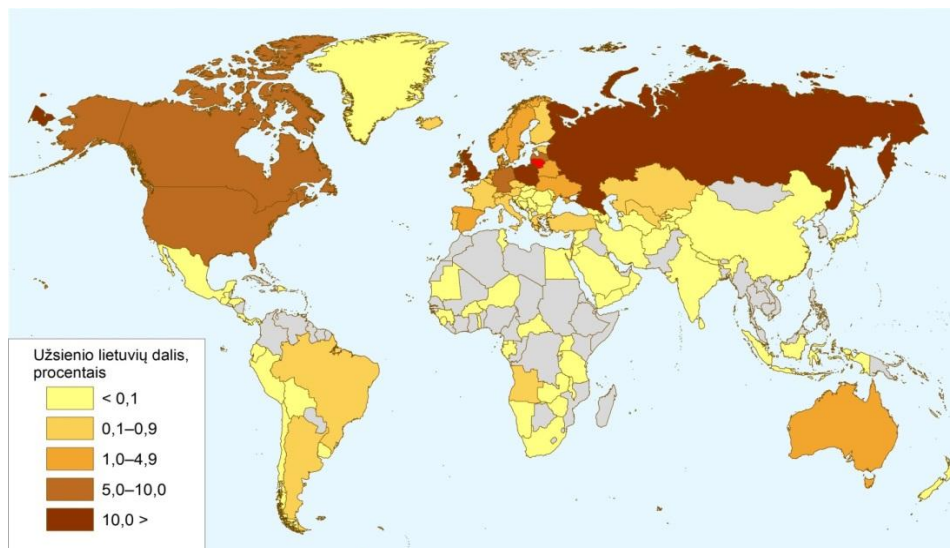 Užsienio lietuvių dalis,
procentais
< 0,1
0,1–0,9
1,0–4,9
5,0–10,0
10,0 >